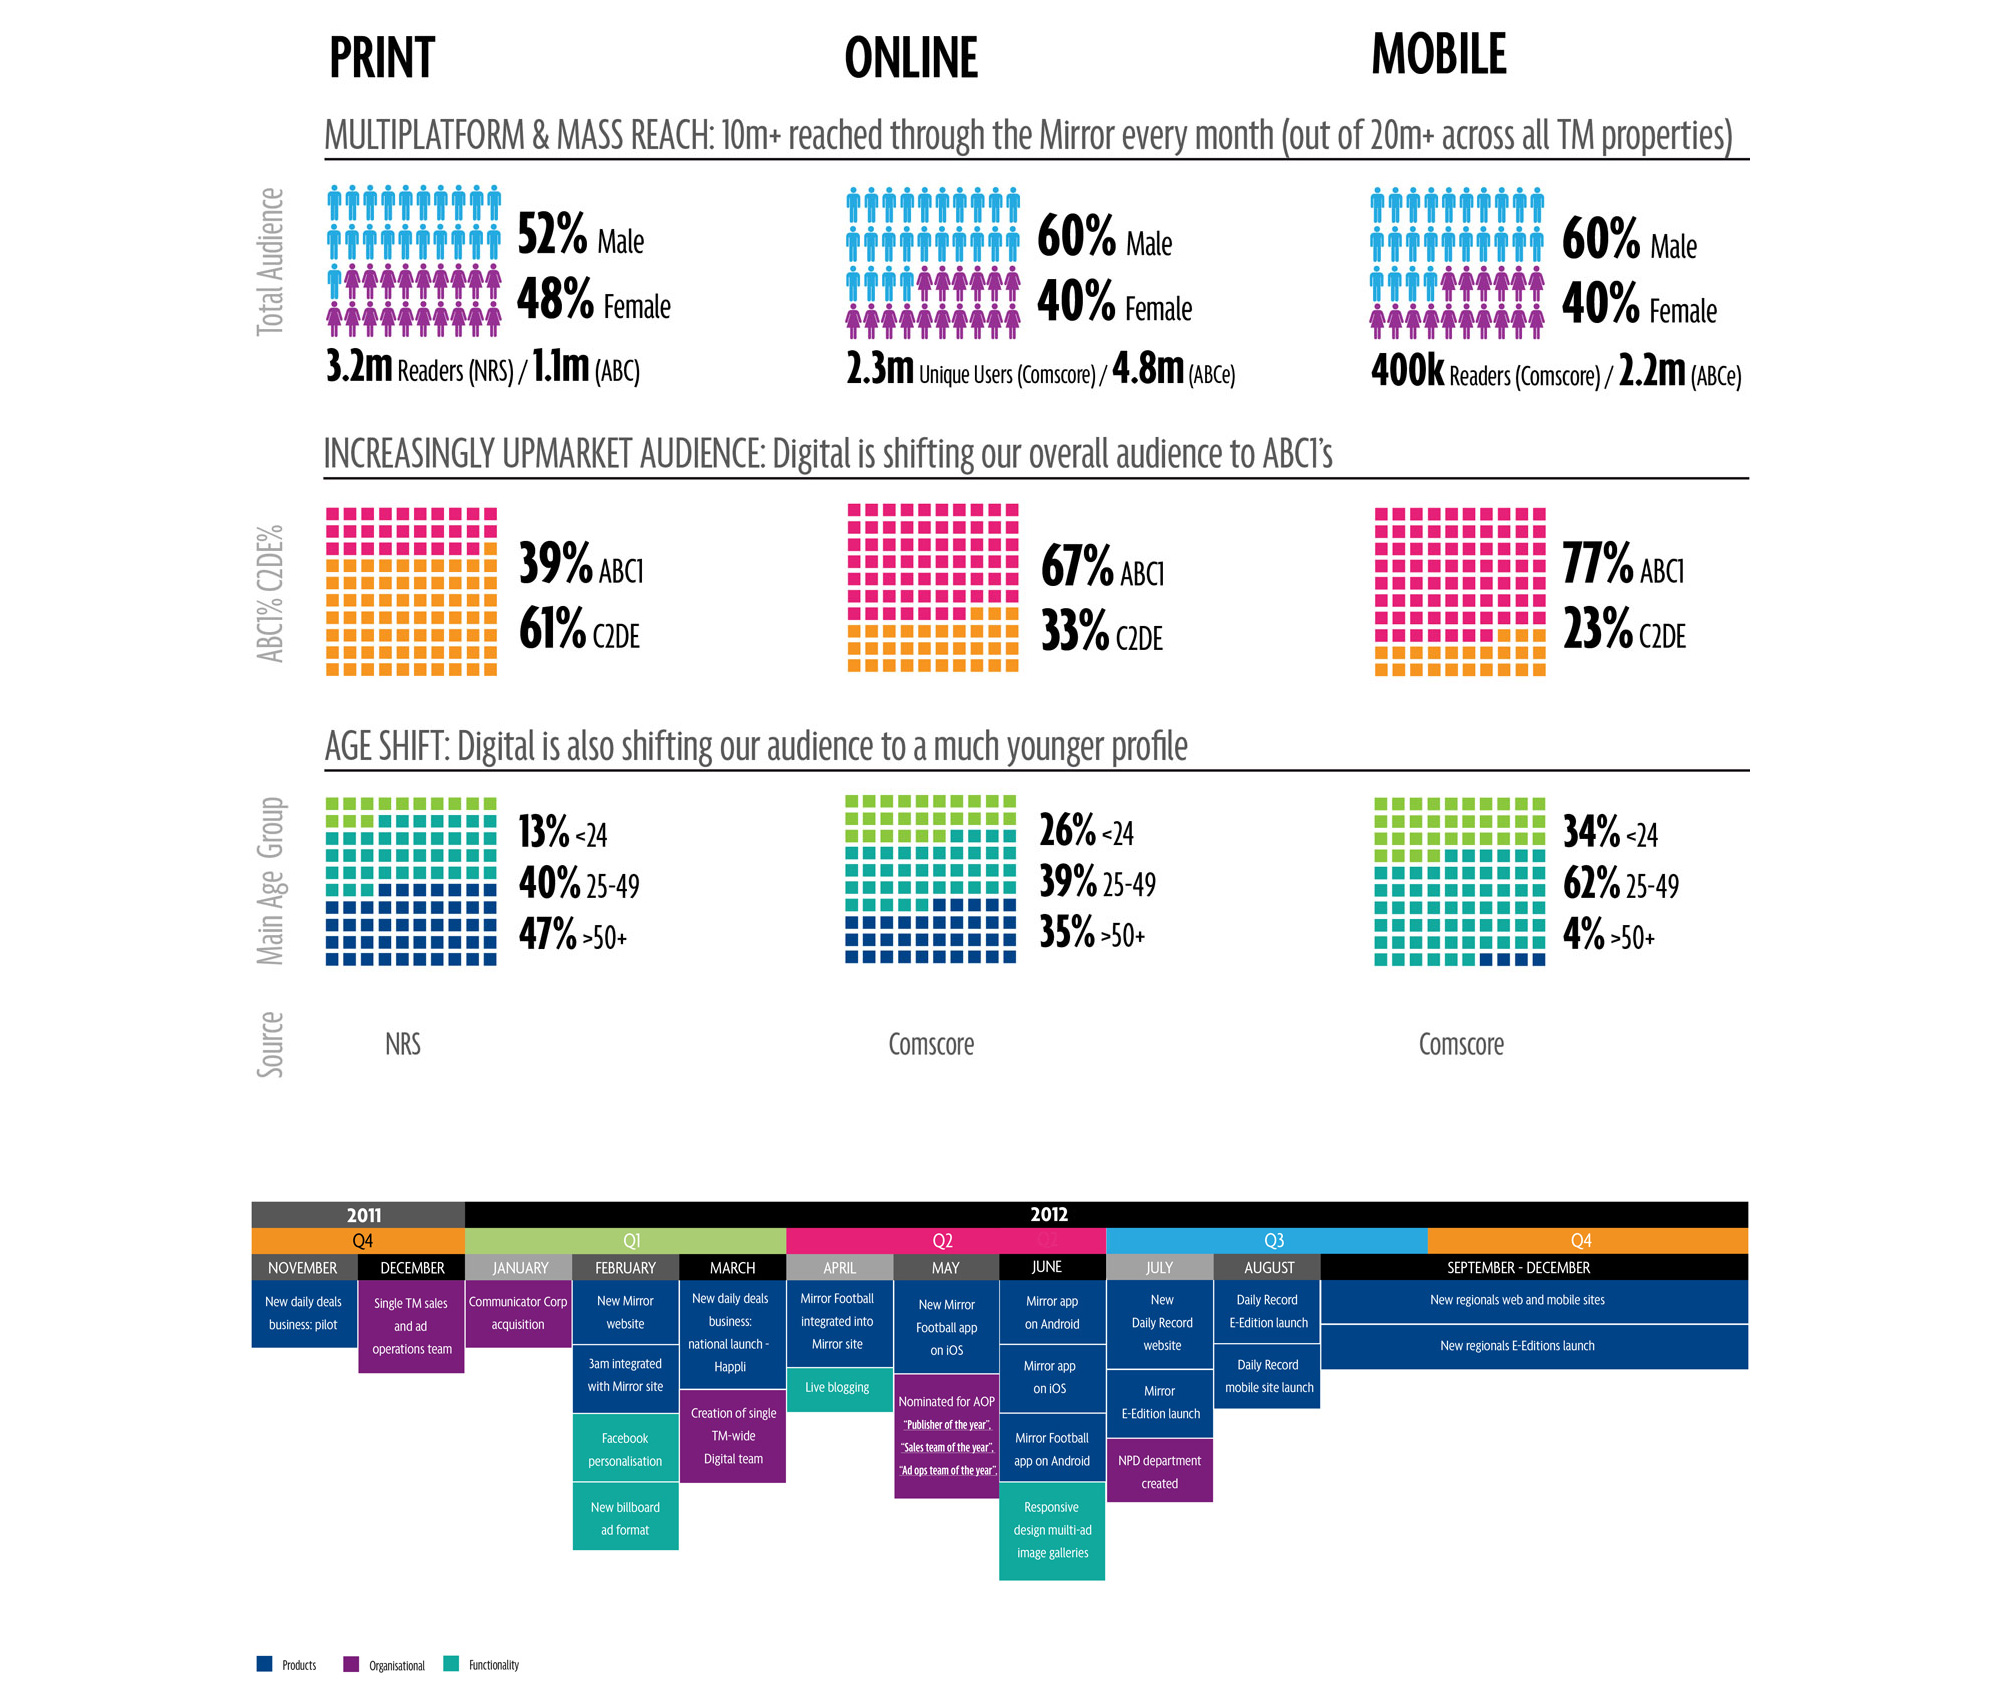 PRINT
ONLINE
MOBILE
MULTIPLATFORM & MASS REACH: 10m+ reached through the Mirror every month (out of 20m+ across all TM properties)
Total Audience
52% Male
48% Female
3.2m Readers (NRS) / 1.1m (ABC)
60% Male
40% Female
2.3m Unique Users (Comscore) / 4.8m (ABCe)
60% Male
40% Female
400k Readers (Comscore) / 2.2m (ABCe)
INCREASINGLY UPMARKET AUDIENCE: Digital is shifting our overall audience to ABC1's
ABC1% C2DE%
39% ABC1
61% C2DE
67% ABC1
33% C2DE
77% ABC1
23% C2DE
AGE SHIFT: Digital is also shifting our audience to a much younger profile
Main Age Group
13% <24
40% 25-49
47% >50+
26% <24
39% 25-49
35% >50+
34% <24
62% 25-49
4% >50+
Source
NRS
Comscore
Comscore
2011
2012
Q4
Q1
Q2
Q2
Q3
Q4
NOVEMBER
DECEMBER
JANUARY
FEBRUARY
MARCH
APRIL
MAY
JUNE
JULY
AUGUST
SEPTEMBER - DECEMBER
New daily deals
business: pilot
Single TM sales
and ad
operations team
Communicator Corp
acquisition
New Mirror
website
3am integrated
with Mirror site
Facebook
personalisation
New billboard
ad format
New daily deals
business:
national launch -
Happli
Creation of single
TM-wide
Digital team
Mirror Football
integrated into
Mirror site
Live blogging
New Mirror
Football app
on iOS
Nominated for AOP
"Publisher of the year",
"Sales team of the year",
"Ad ops team of the year",
Mirror app
on Android
Mirror app
on iOS
Mirror Football
app on Android
Responsive
design muilti-ad
image galleries
New
Daily Record
website
Mirror
E-Edition launch
NPD department
created
Daily Record
E-Edition launch
Daily Record
mobile site launch
New regionals web and mobile sites
New regionals E-Editions launch
Products
Organisational
Functionality